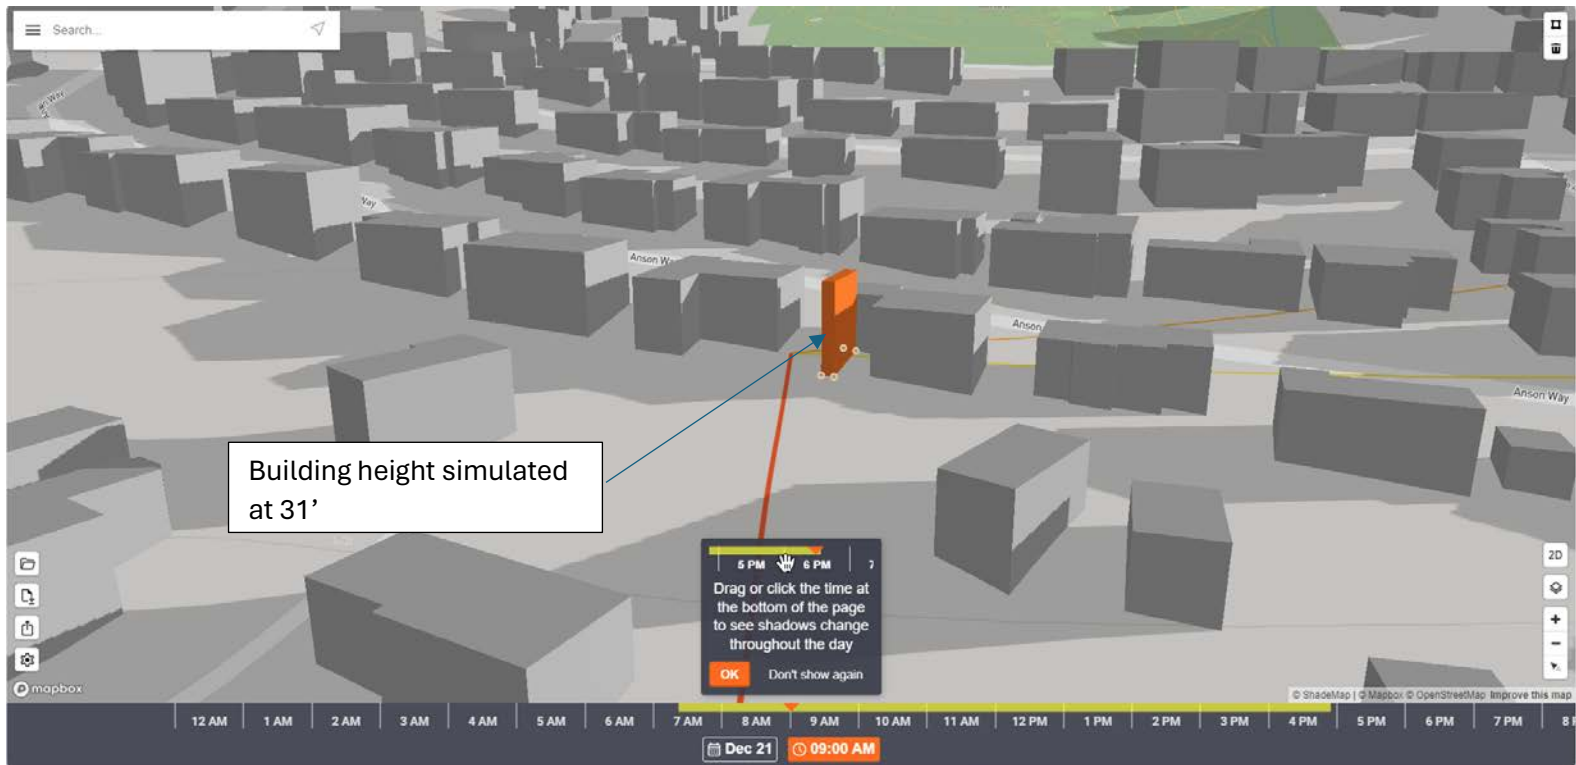 Search...
Way
Anson W
Anson
Anson Way
Building height simulated
at 31’
5 PM
6 PM
7
Drag or click the time at
the bottom of the page
to see shadows change
throughout the day
OK
Don't show again
2D
mapbox
© ShadeMap | © Mapbox © OpenStreetMap Improve this map
12 AM 1 AM 2 AM 3 AM 4 AM 5 AM 6 AM 7 AM 8 AM 9 AM 10 AM 11 AM 12 PM 1 PM 2 PM 3 PM 4 PM 5 PM 6 PM 7 PM 8
Dec 21
09:00 AM